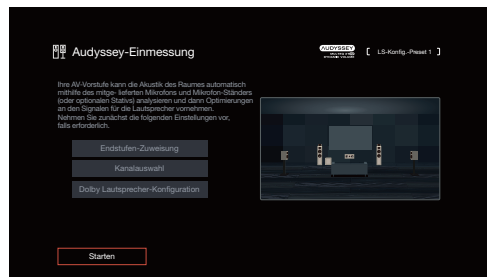 Audyssey-Einmessung
AUDYSSEY
[ LS-Konfig.-Preset 1 ]
Ihre AV-Vorstufe kann die Akustik des Raumes automatisch
mithilfe des mitge- lieferten Mikrofons und Mikrofon-Ständers
(oder optionalen Stativs) analysieren und dann Optimierungen
an den Signalen für die Lautsprecher vornehmen.
Nehmen Sie zunächst die folgenden Einstellungen vor,
falls erforderlich.
Endstufen-Zuweisung
Kanalauswahl
Dolby Lautsprecher-Konfiguration
Starten